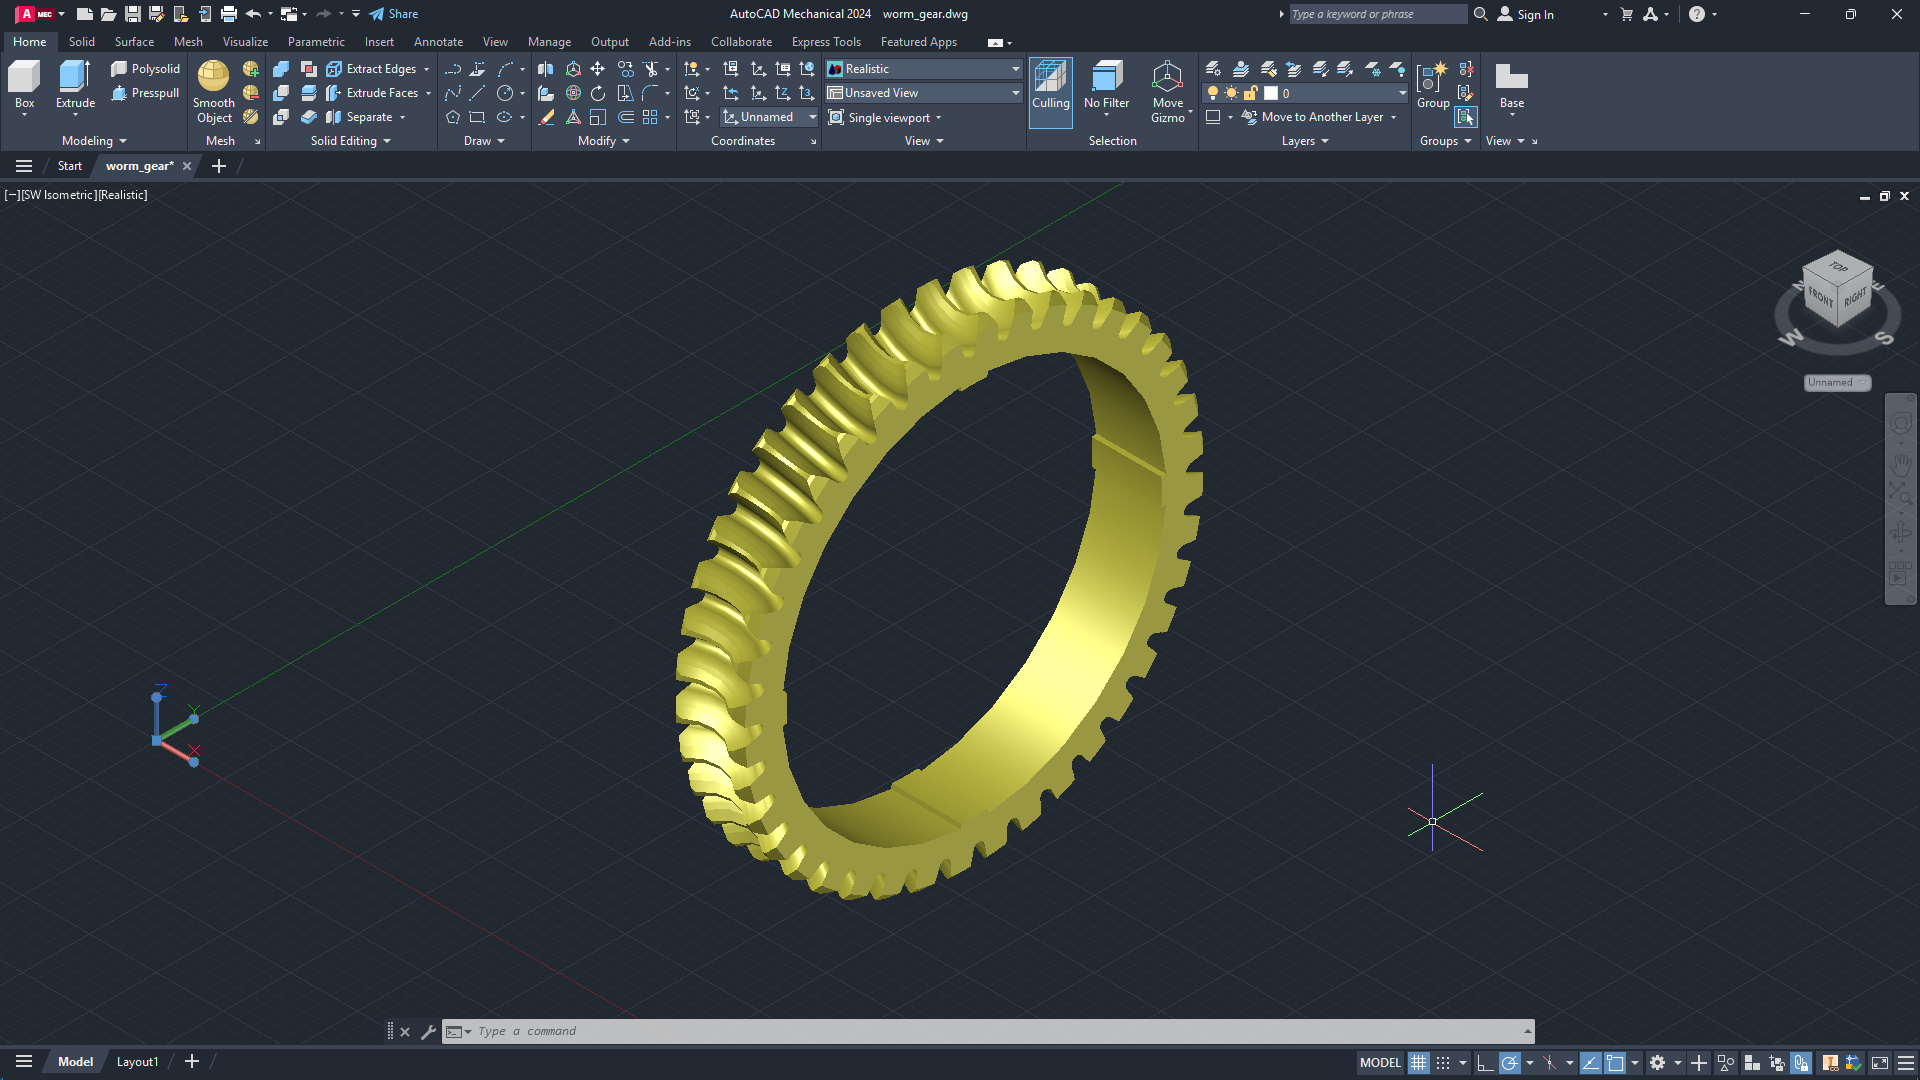 A MEC Share AutoCAD Mechanical 2024 worm_gear.dwg Type a keyword or phrase Sign In
Home Solid Surface Mesh Visualize Parametric Insert Annotate View Manage Output Add-ins Collaborate Express Tools Featured Apps
Polysolid Extract Edges Realistic
Presspull Extrude Faces Unsaved View 0
Box Extrude Smooth Object Culling No Filter Move Gizmo Group Base
Separate Unnamed Single viewport Move to Another Layer
Modeling Mesh Solid Editing Draw Modify Coordinates View Selection Layers Groups View
Start worm_gear*
[−][SW Isometric][Realistic]
TOP
FRONT RIGHT
N E
W S
Unnamed
Z
Y
X
Type a command
Model Layout1 MODEL